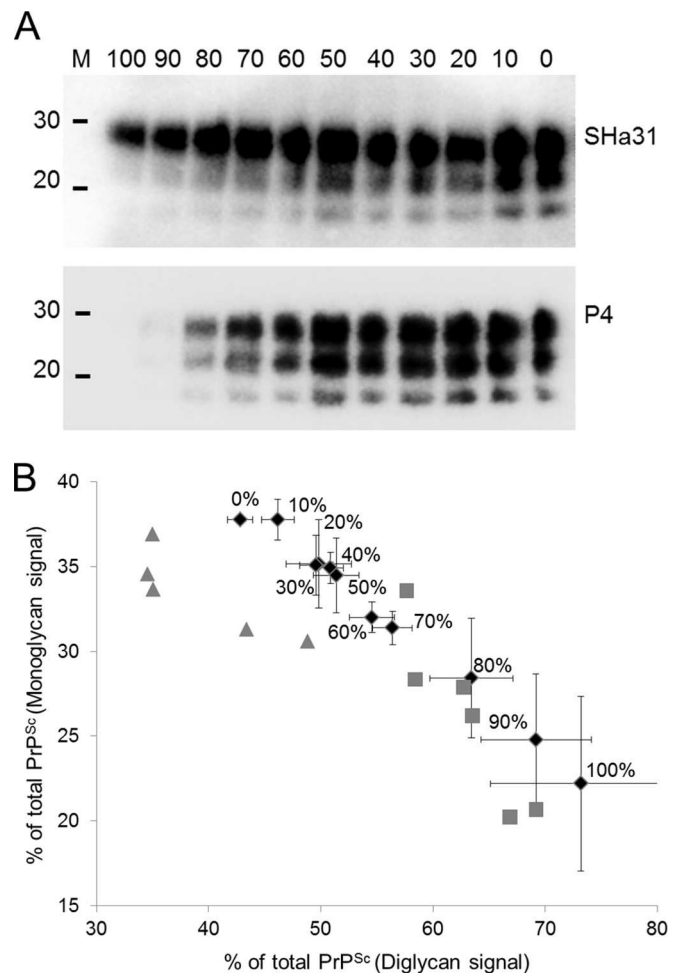 A
M 100 90 80 70 60 50 40 30 20 10 0
30
20
SHa31
30
20
P4
B
40
35
30
25
20
15
% of total PrPSc (Monoglycan signal)
0%
10%
20%
30%
40%
50%
60%
70%
80%
90%
100%
30 40 50 60 70 80
% of total PrPSc (Diglycan signal)